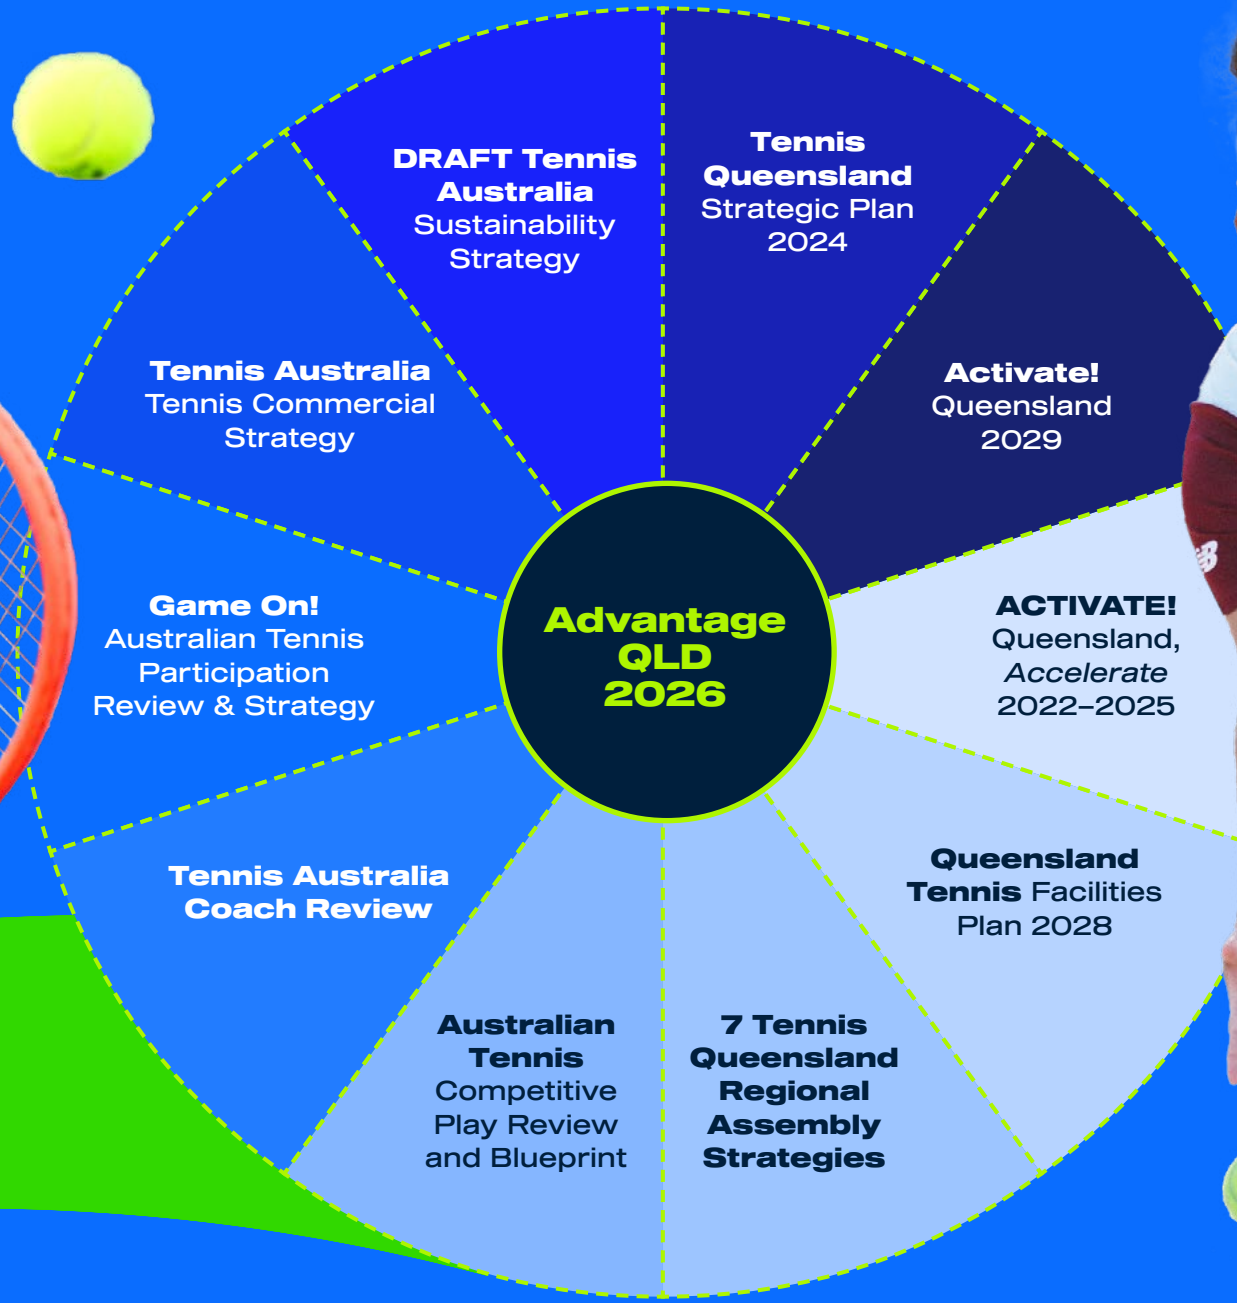 Tennis
Queensland
Strategic Plan
2024
Activate!
Queensland
2029
ACTIVATE!
Queensland,
Accelerate
2022–2025
Queensland
Tennis Facilities
Plan 2028
7 Tennis
Queensland
Regional
Assembly
Strategies
Australian
Tennis
Competitive
Play Review
and Blueprint
Tennis Australia
Coach Review
Game On!
Australian Tennis
Participation
Review & Strategy
Tennis Australia
Tennis Commercial
Strategy
DRAFT Tennis
Australia
Sustainability
Strategy
Advantage
QLD
2026
NB